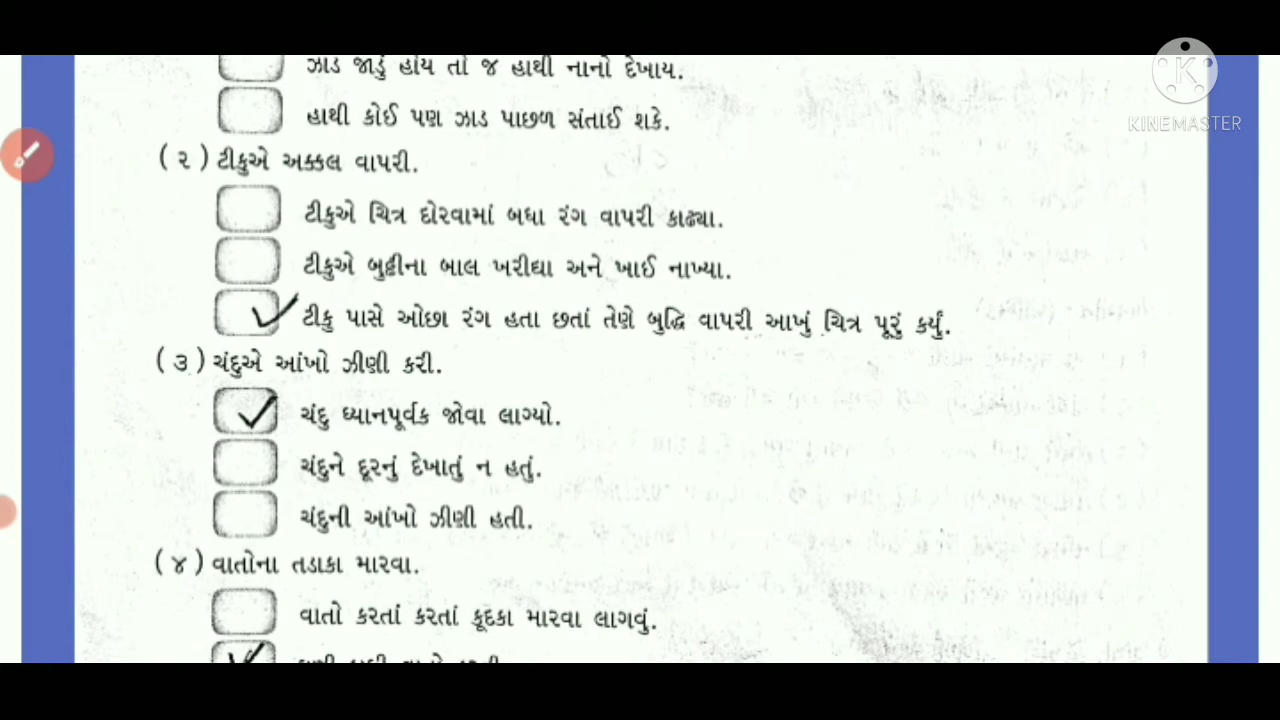 ઝાડ જાડું હોય તો જ હાથી નાનો દેખાય.
હાથી કોઈ પણ ઝાડ પાછળ સંતાઈ શકે.
(૨) ટીકુએ અક્કલ વાપરી.
ટીકુએ ચિત્ર દોરવામાં બધા રંગ વાપરી કાઢ્યા.
ટીકુએ બુઢ્ઢીના બાલ ખરીદ્યા અને ખાઈ નાખ્યા.
ટીકુ પાસે ઓછા રંગ હતા છતાં તેણે બુદ્ધિ વાપરી આખું ચિત્ર પૂરું કર્યું.
(૩) ચંદુએ આંખો ઝીણી કરી.
ચંદુ ધ્યાનપૂર્વક જોવા લાગ્યો.
ચંદુને દૂરનું દેખાતું ન હતું.
ચંદુની આંખો ઝીણી હતી.
(૪) વાતોના તડાકા મારવા.
વાતો કરતાં કરતાં કૂદકા મારવા લાગવું.
K
KINEMASTER